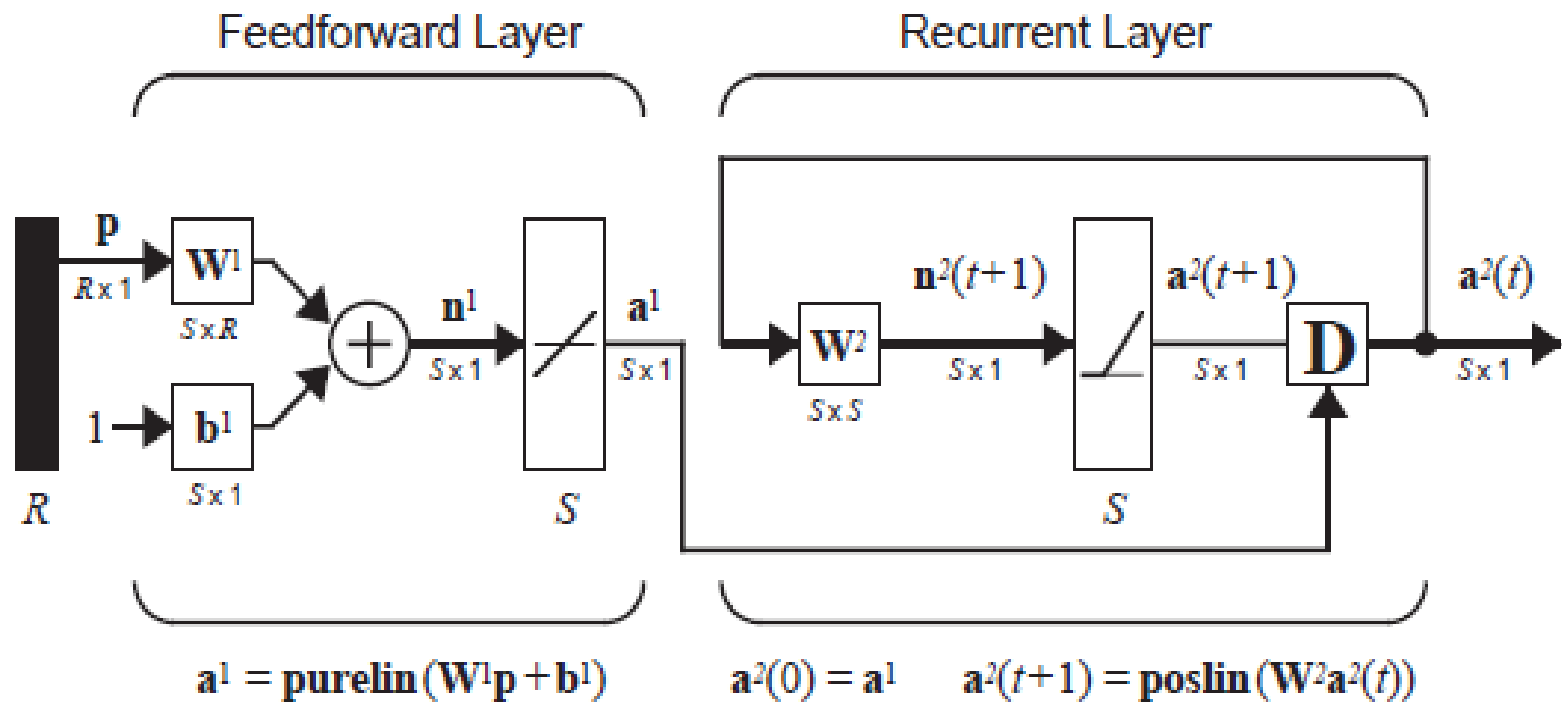 Feedforward Layer
Recurrent Layer
p
R x 1
W¹
S x R
1
b¹
S x 1
R
n¹
S x 1
S
a¹
S x 1
W²
S x S
n²(t+1)
S x 1
S
a²(t+1)
S x 1
D
a²(t)
S x 1
a¹ = purelin(W¹p + b¹)
a²(0) = a¹ a²(t+1) = poslin(W²a²(t))